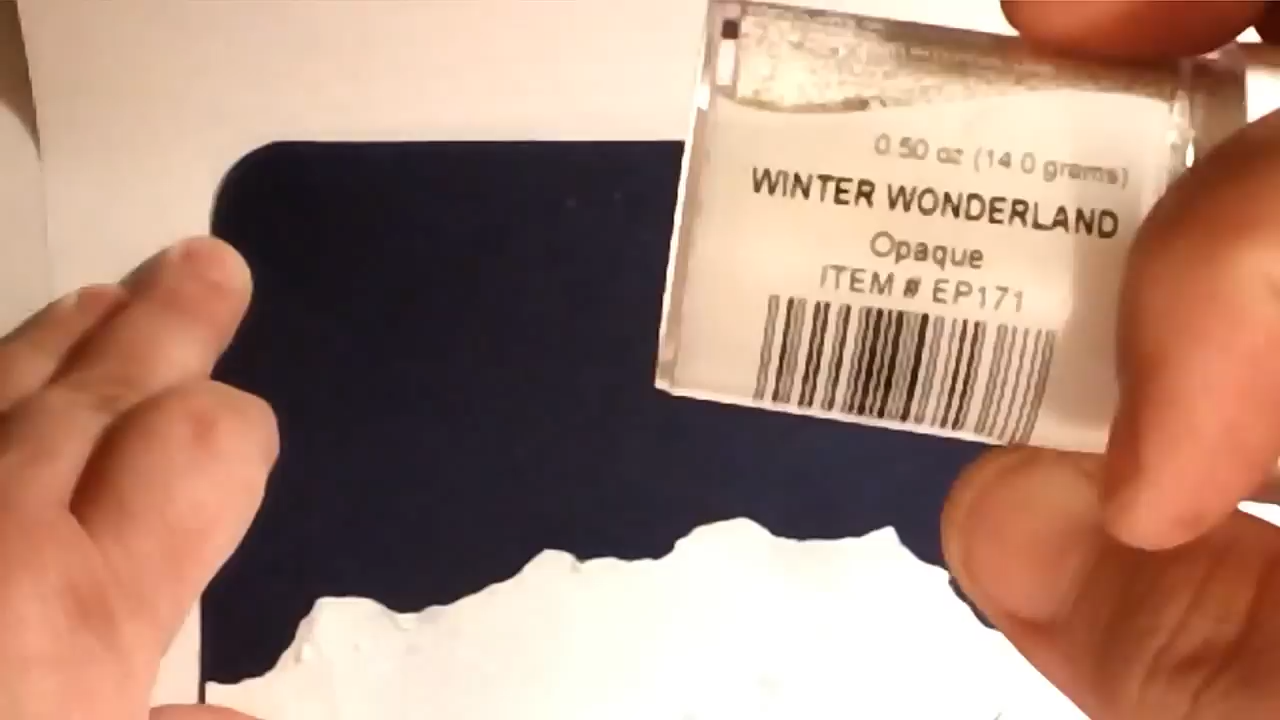 0.50 oz (14.0 grams)
WINTER WONDERLAND
Opaque
ITEM # EP171